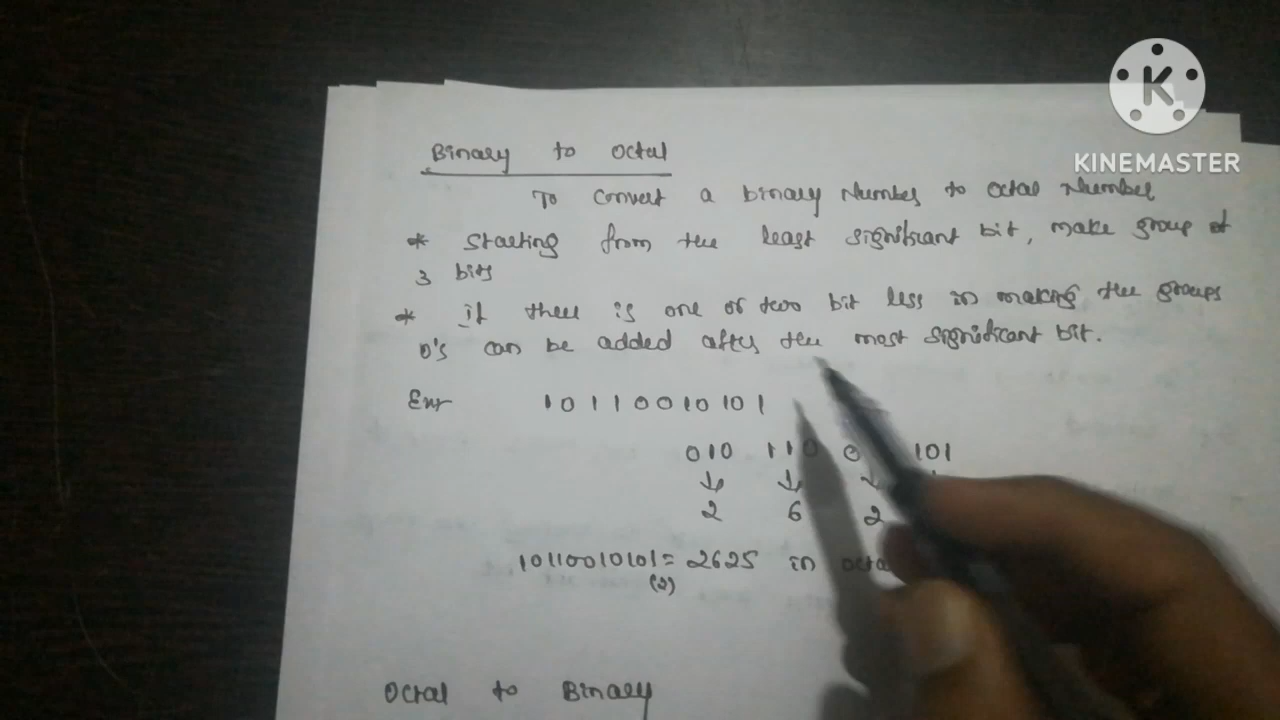 K
KINEMASTER
Binary to Octal
To convert a binary Number to Octal Number
* Starting from the least significant bit, make group of
3 bits
* if there is one or two bit less in making the groups
0's can be added after the most significant bit.
10110010101
010 110 101
↓ ↓ ↓
2 6 2
10110010101 = 2625 in
(2)
Octal to Binary